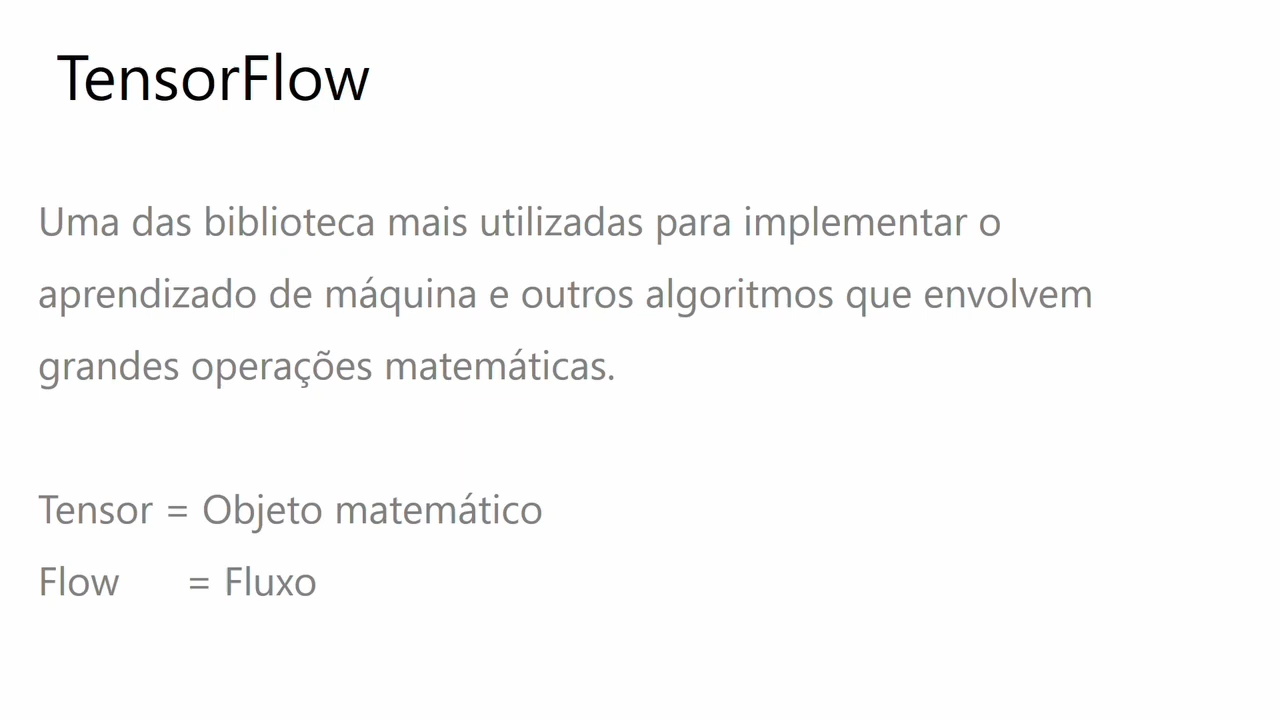 TensorFlow
Uma das biblioteca mais utilizadas para implementar o
aprendizado de máquina e outros algoritmos que envolvem
grandes operações matemáticas.
Tensor = Objeto matemático
Flow = Fluxo